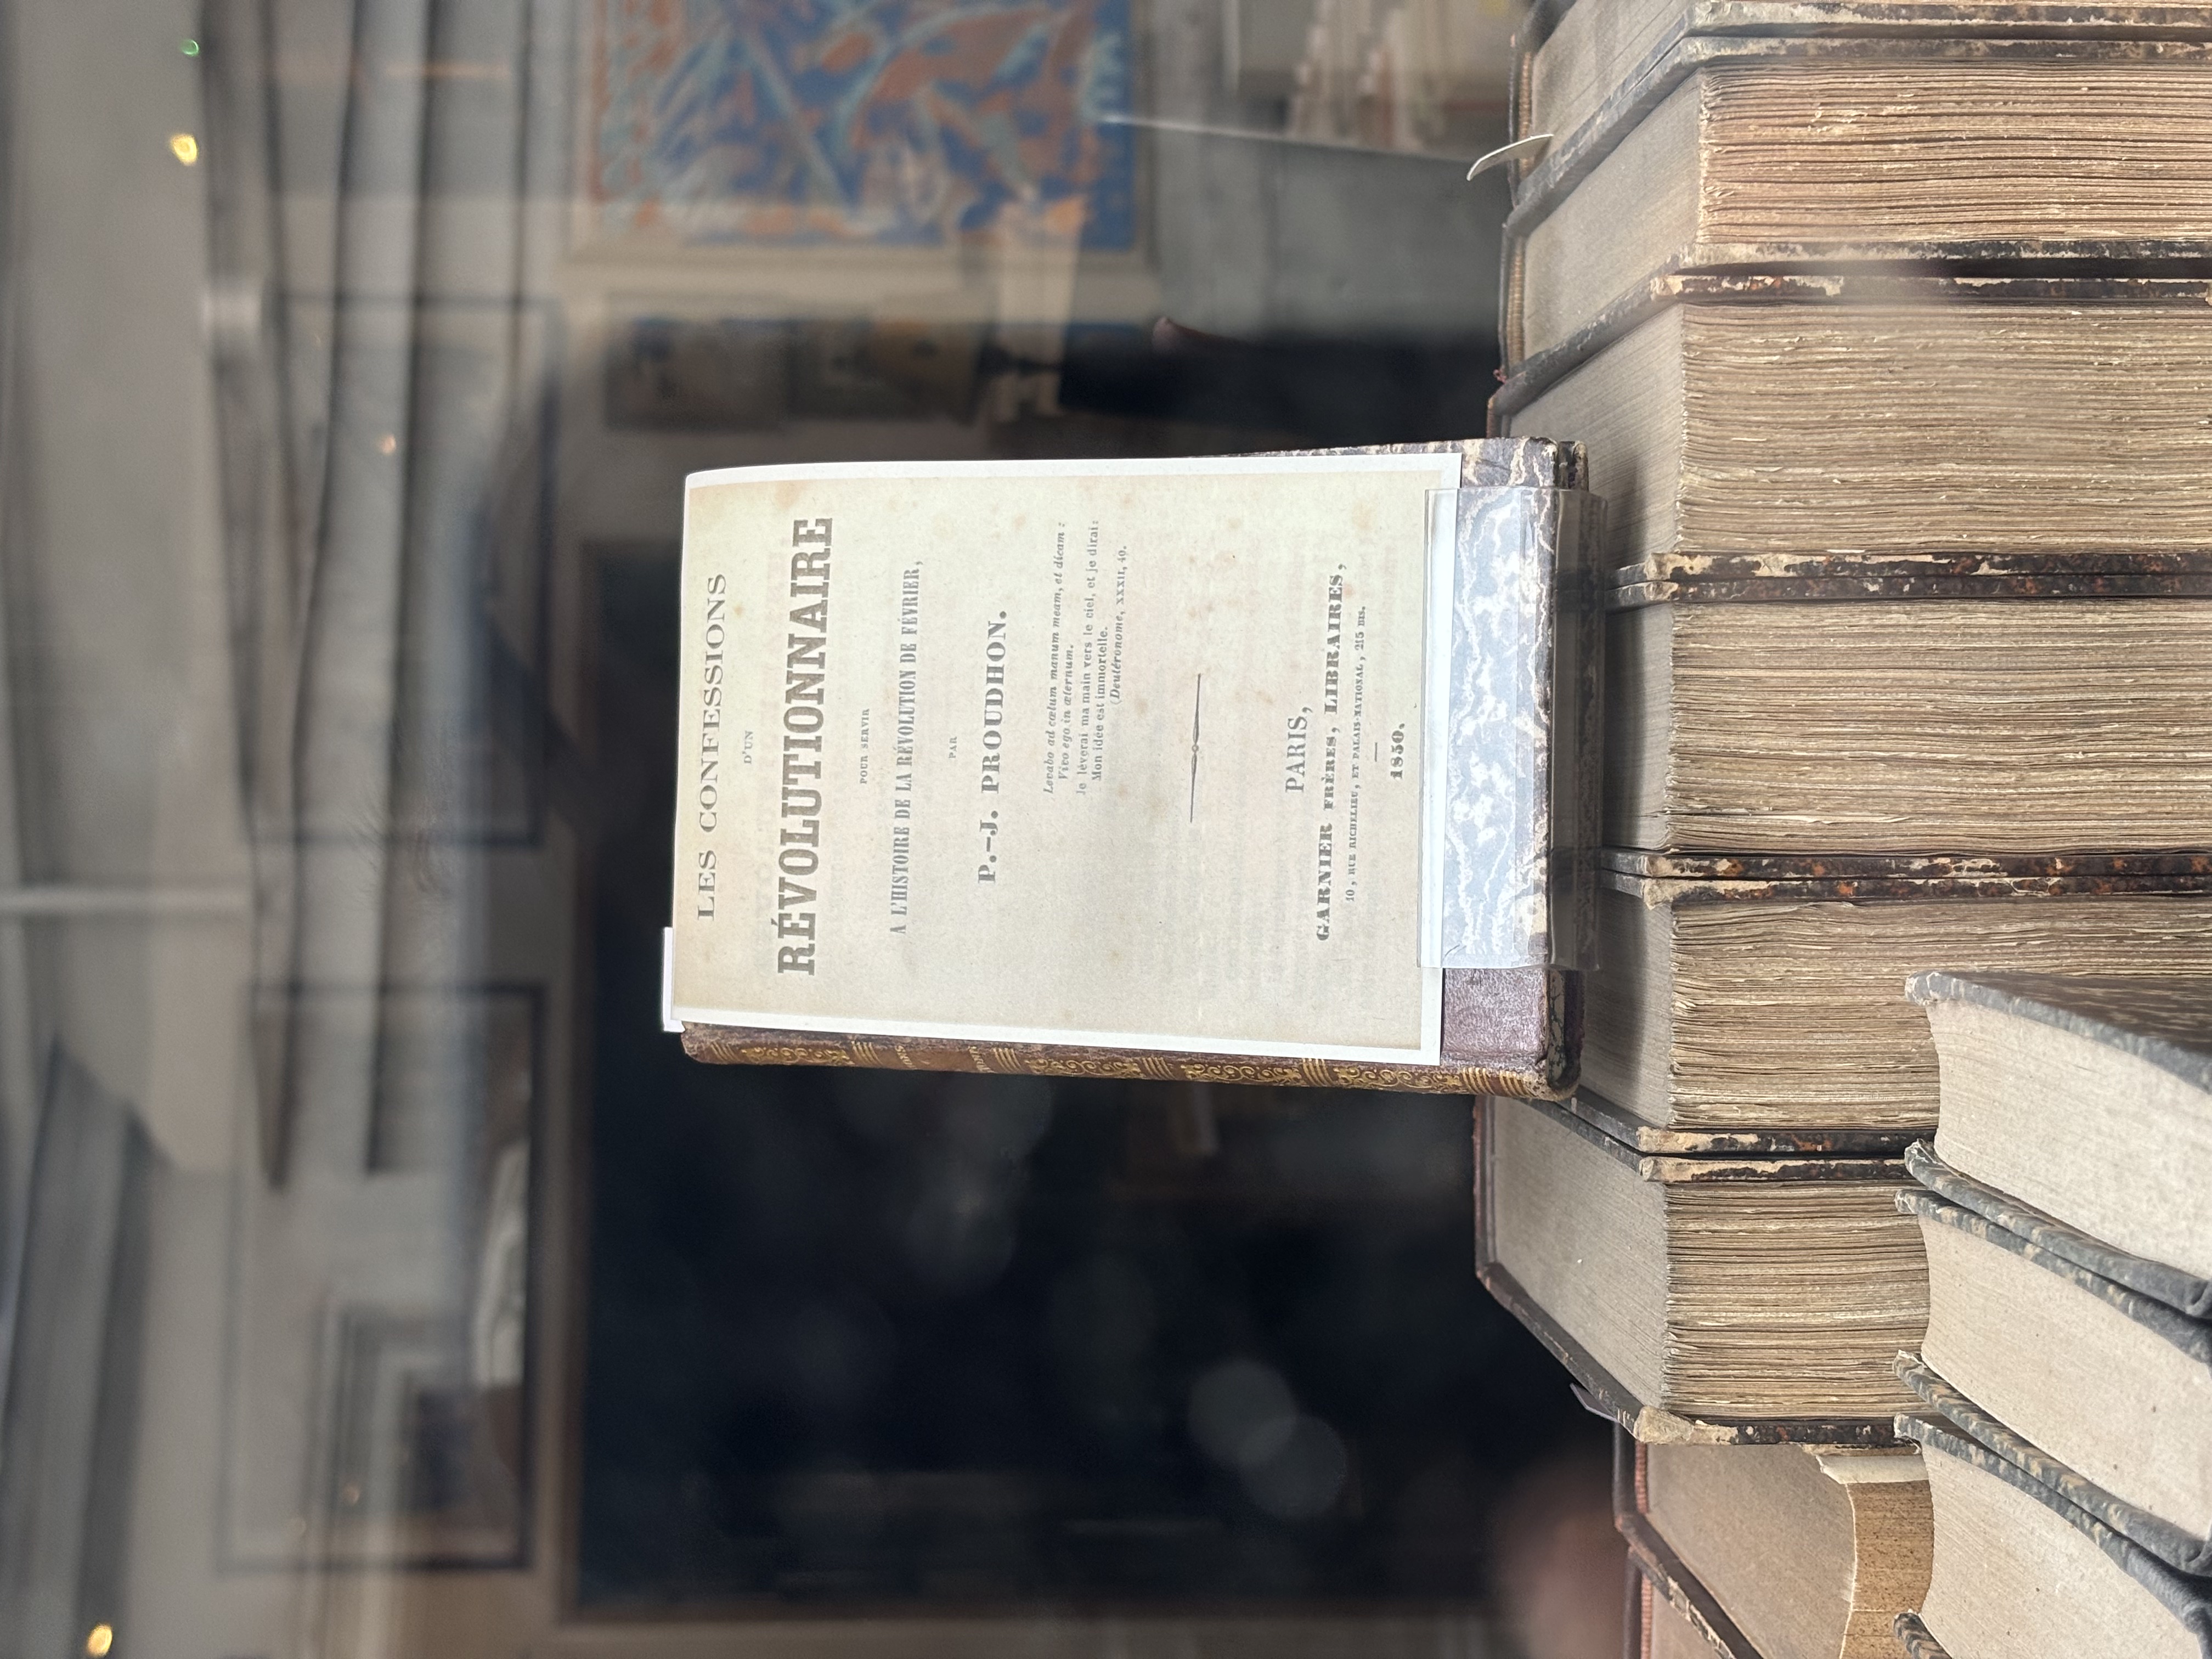 LES CONFESSIONS
D'UN
RÉVOLUTIONNAIRE
POUR SERVIR
A L'HISTOIRE DE LA RÉVOLUTION DE FÉVRIER,
PAR
P.-J. PROUDHON.
Levabo ad cœlum manum meam, et dicam :
Vivo ego in æternum.
Je lèverai ma main vers le ciel, et je dirai:
Mon idée est immortelle.
(Deutéronome, XXXII, 40.
PARIS,
GARNIER FRÈRES, LIBRAIRES,
10, RUE RICHELIEU, ET PALAIS-NATIONAL, 215 BIS.
1850.